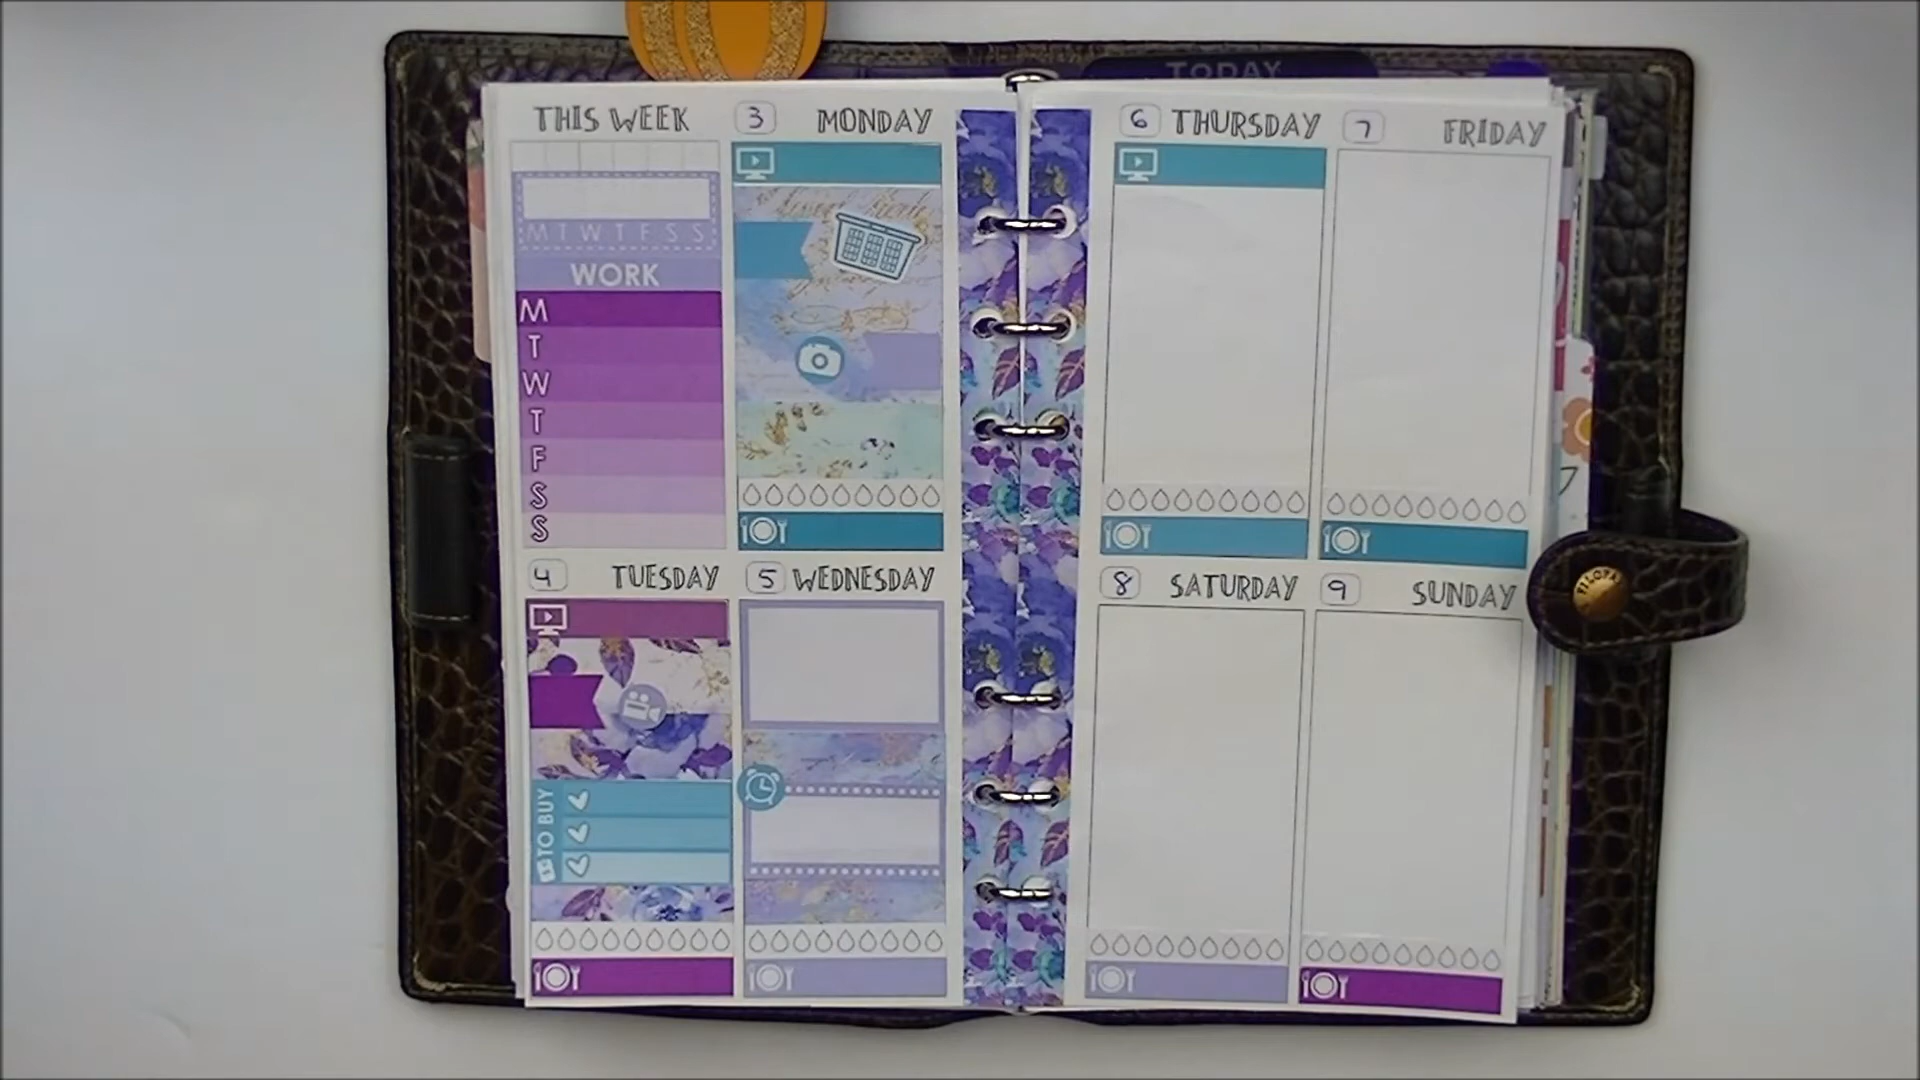 TODAY
THIS WEEK
3 MONDAY
M T W T F S S
WORK
M
T
W
T
F
S
S
4 TUESDAY
TO BUY
5 WEDNESDAY
6 THURSDAY
7 FRIDAY
8 SATURDAY
9 SUNDAY